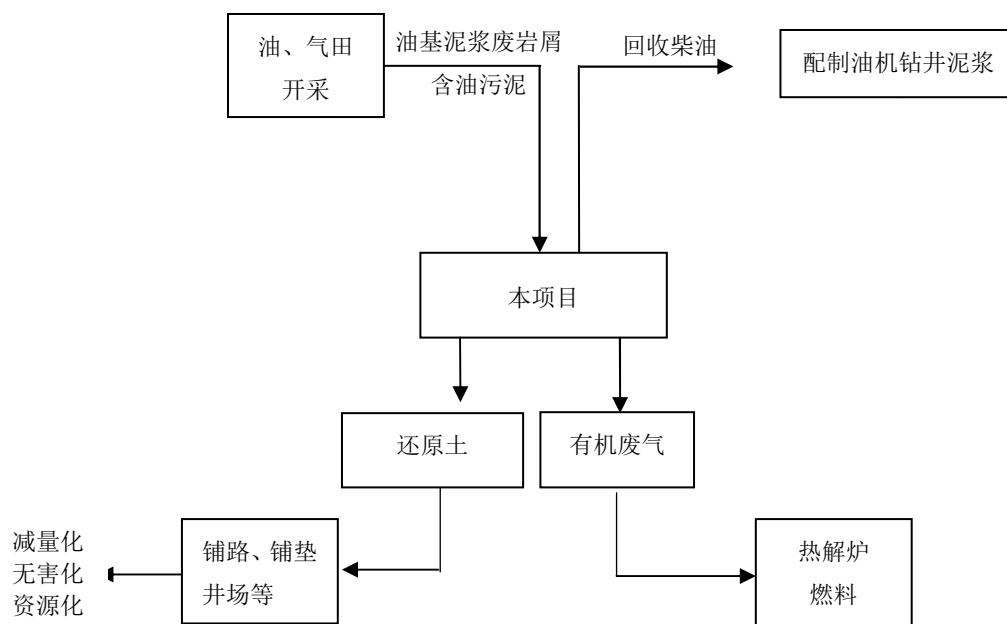 油、气田
开采
油基泥浆废岩屑
含油污泥
回收柴油
配制油机钻井泥浆
本项目
还原土
有机废气
减量化
无害化
资源化
铺路、铺垫
井场等
热解炉
燃料